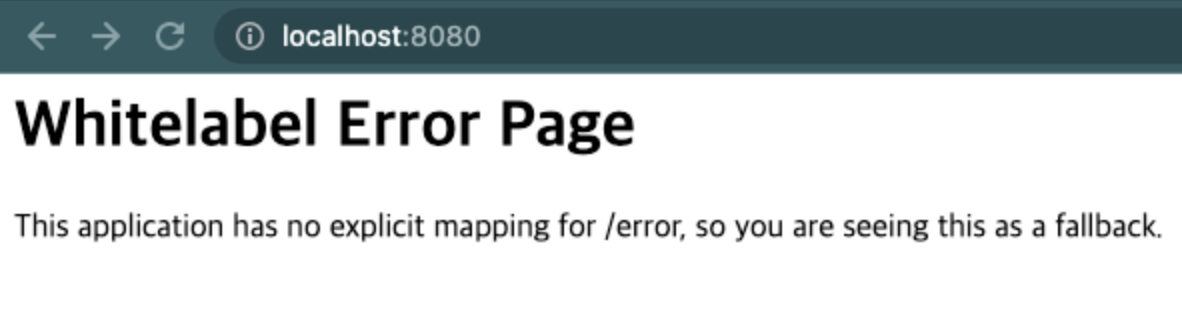 localhost:8080
Whitelabel Error Page
This application has no explicit mapping for /error, so you are seeing this as a fallback.